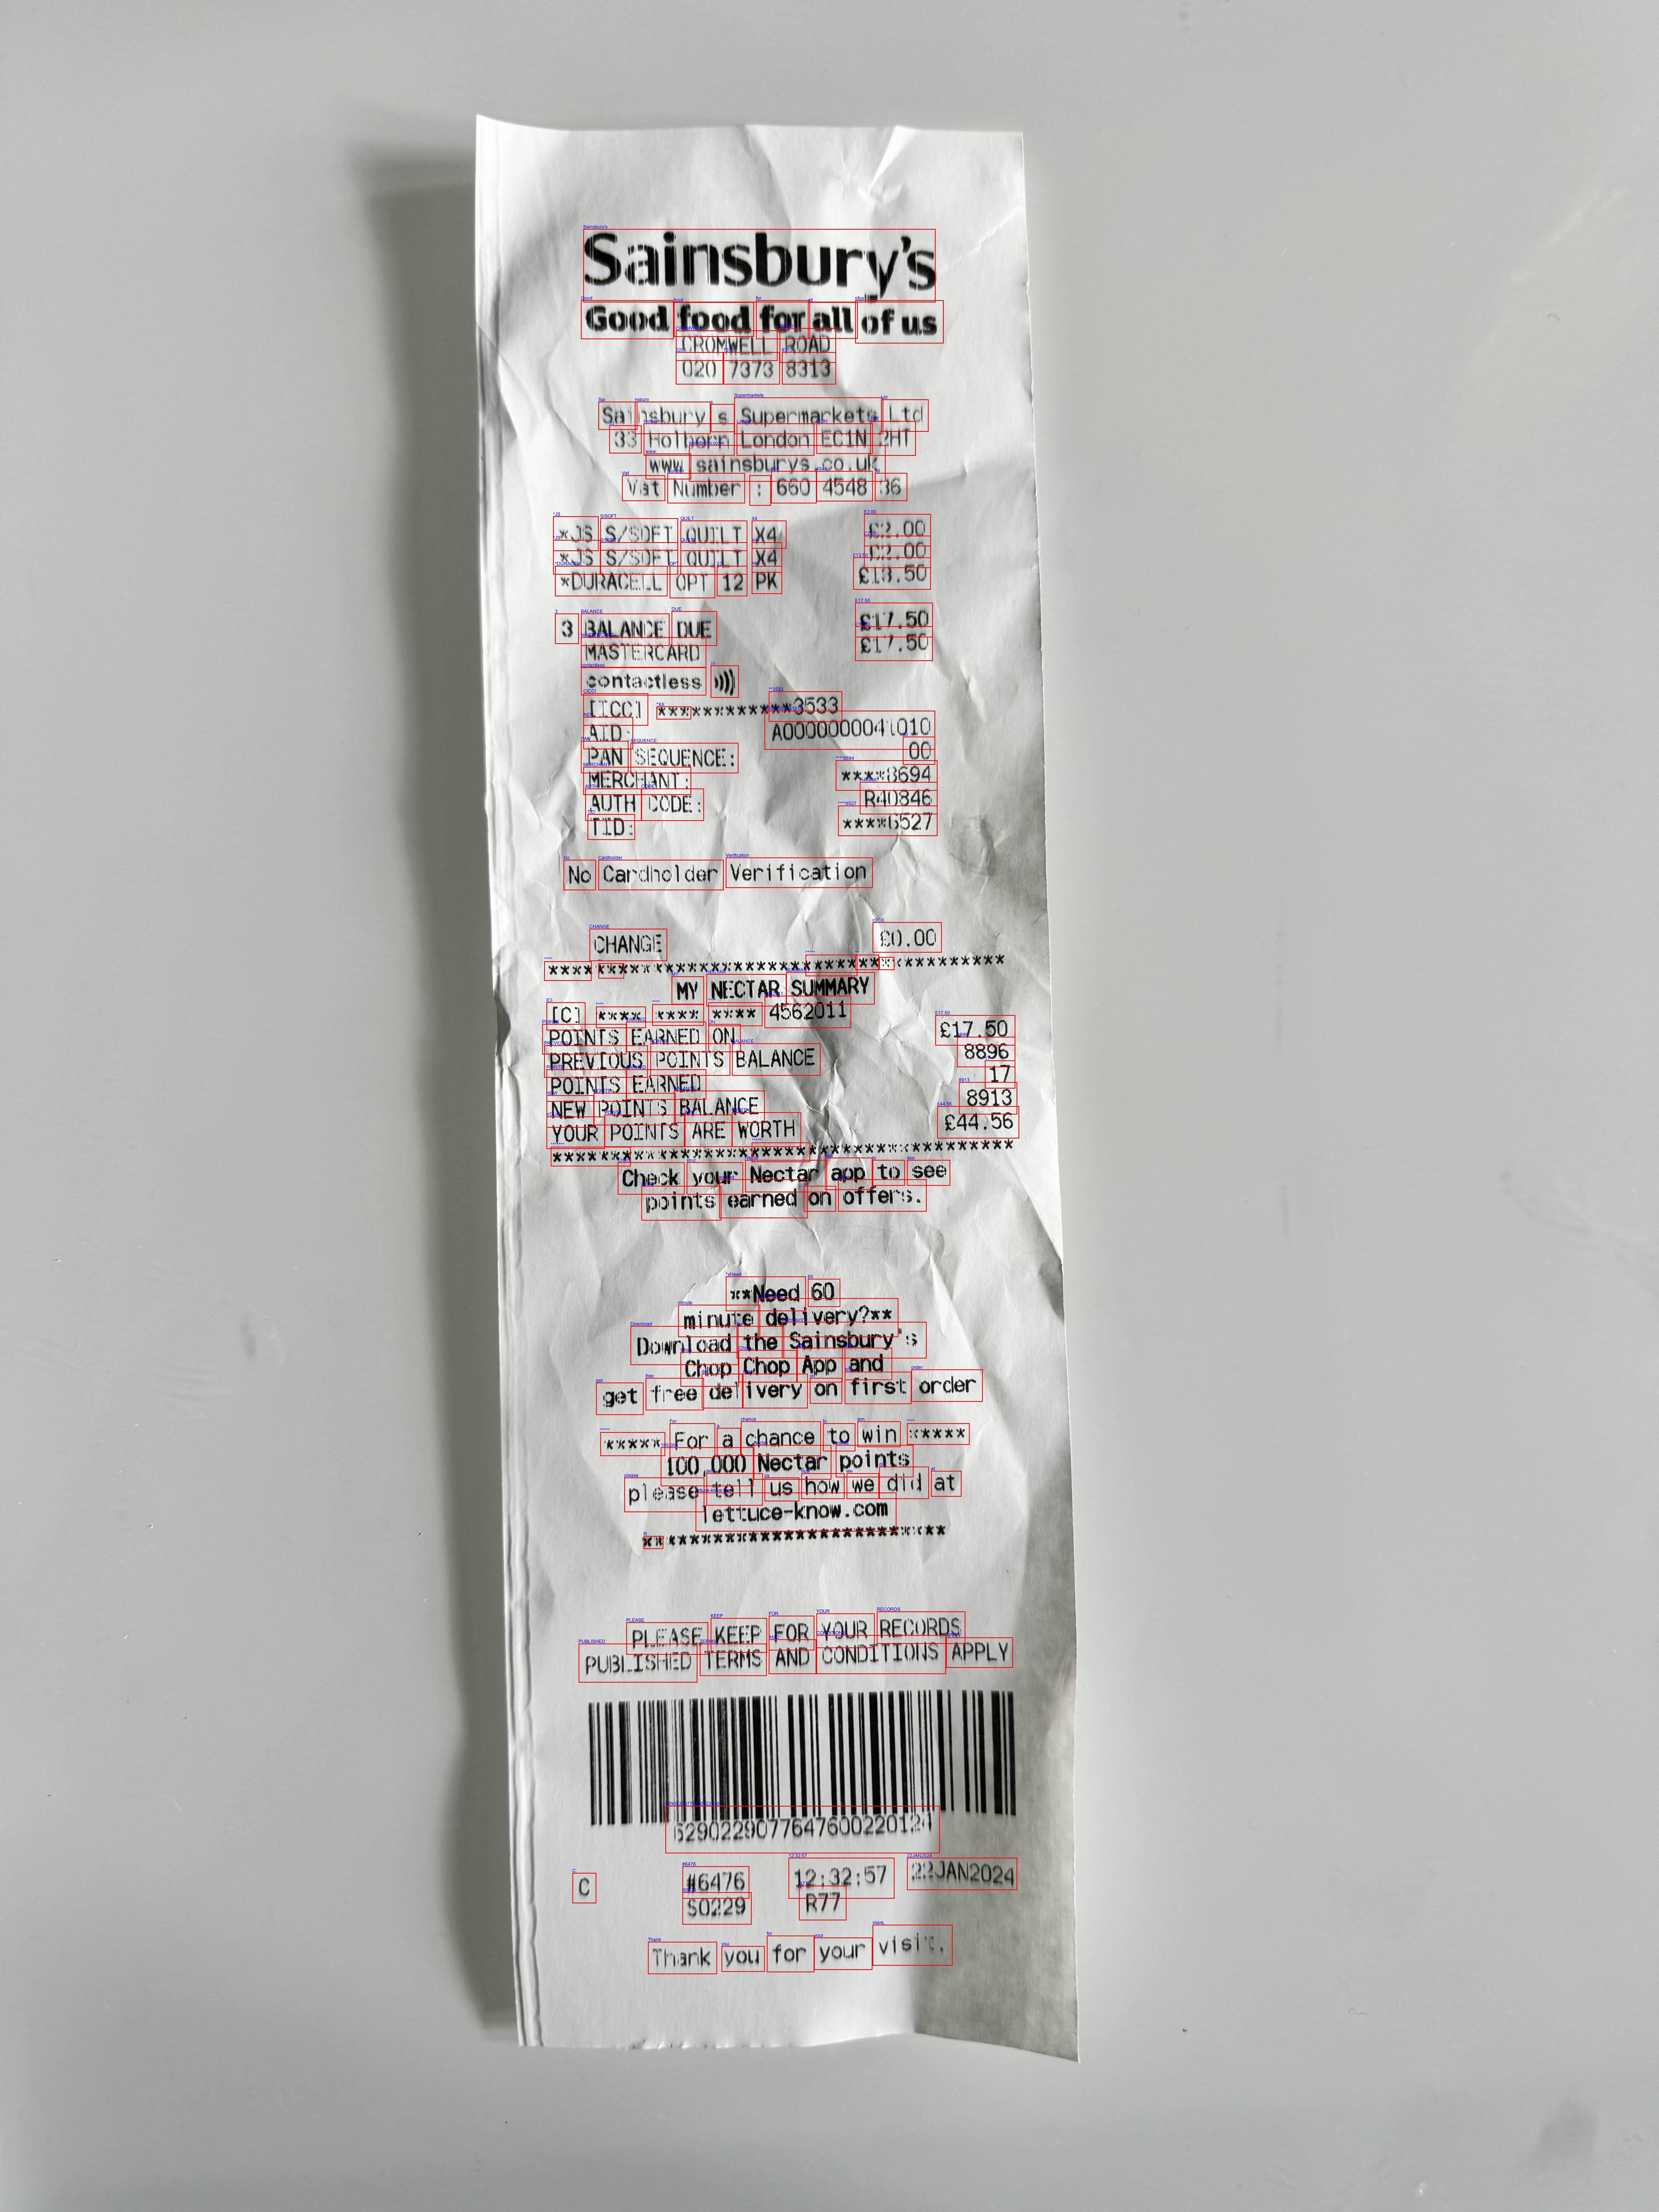 Sainsbury's
Good food for all of us
CROMWELL ROAD
020 7373 8313
Sainsbury s Supermarkets Ltd
33 Holborn London EC1N 2HT
www.sainsburys.co.uk
Vat Number : 660 4548 36
*JS S/SOFT QUILT X4 £2.00
*JS S/SOFT QUILT X4 £2.00
*DURACELL OPT 12 PK £13.50
3 BALANCE DUE £17.50
MASTERCARD £17.50
contactless
[ICC] ************3533
AID: A0000000041010
PAN SEQUENCE: 00
MERCHANT: ****8694
AUTH CODE: R40846
TID: ****6527
No Cardholder Verification
CHANGE £0.00
****************************************
MY NECTAR SUMMARY
[C] **** **** **** 4562011
POINTS EARNED ON £17.50
PREVIOUS POINTS BALANCE 8896
POINTS EARNED 17
NEW POINTS BALANCE 8913
YOUR POINTS ARE WORTH £44.56
****************************************
Check your Nectar app to see
points earned on offers.
**Need 60
minute delivery?**
Download the Sainsbury's
Chop Chop App and
get free delivery on first order
***** For a chance to win *****
100,000 Nectar points
please tell us how we did at
lettuce-know.com
**************************
PLEASE KEEP FOR YOUR RECORDS
PUBLISHED TERMS AND CONDITIONS APPLY
6290229077647600220124
C #6476 12:32:57 22JAN2024
S0229 R77
Thank you for your visit.